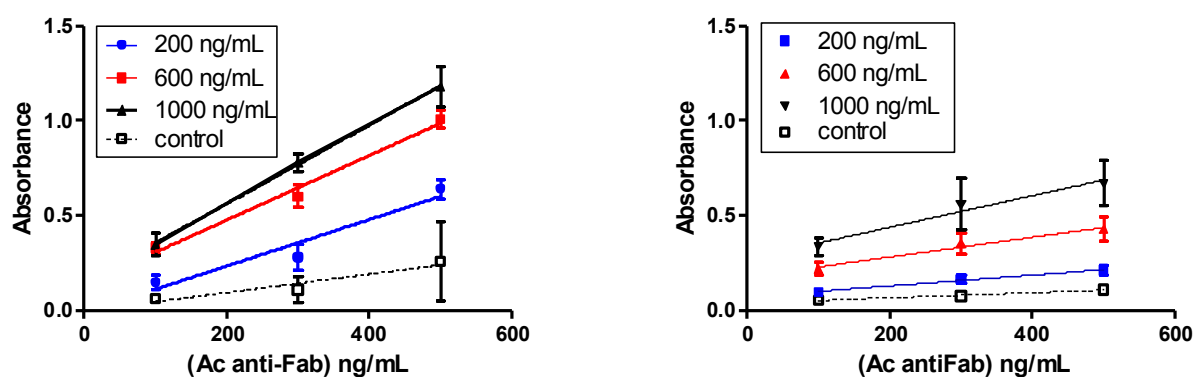 1.5
1.0
0.5
0.0
Absorbance
200 ng/mL
600 ng/mL
1000 ng/mL
control
0
200
400
600
(Ac anti-Fab) ng/mL
1.5
1.0
0.5
0.0
Absorbance
200 ng/mL
600 ng/mL
1000 ng/mL
control
0
200
400
600
(Ac antiFab) ng/mL